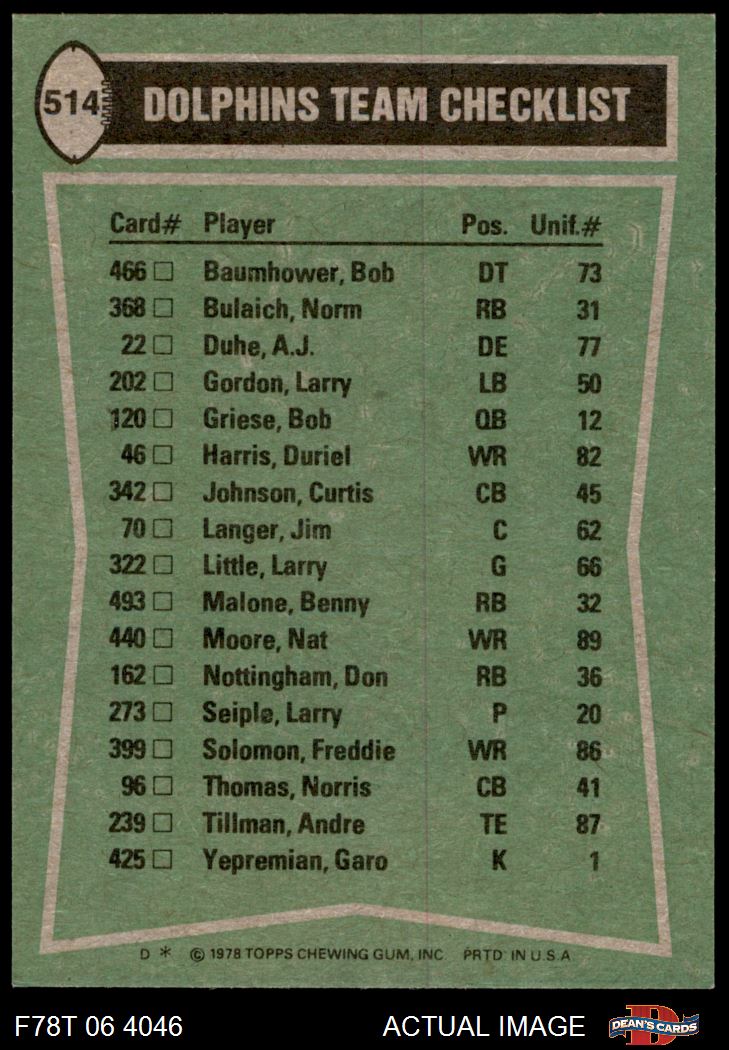 514
DOLPHINS TEAM CHECKLIST
Card# Player Pos. Unif.#
466 Baumhower, Bob DT 73
368 Bulaich, Norm RB 31
22 Duhe, A.J. DE 77
202 Gordon, Larry LB 50
120 Griese, Bob QB 12
46 Harris, Duriel WR 82
342 Johnson, Curtis CB 45
70 Langer, Jim C 62
322 Little, Larry G 66
493 Malone, Benny RB 32
440 Moore, Nat WR 89
162 Nottingham, Don RB 36
273 Seiple, Larry P 20
399 Solomon, Freddie WR 86
96 Thomas, Norris CB 41
239 Tillman, Andre TE 87
425 Yepremian, Garo K 1
D * © 1978 TOPPS CHEWING GUM, INC PRTD IN U.S.A
F78T 06 4046 ACTUAL IMAGE D DEAN'S CARDS